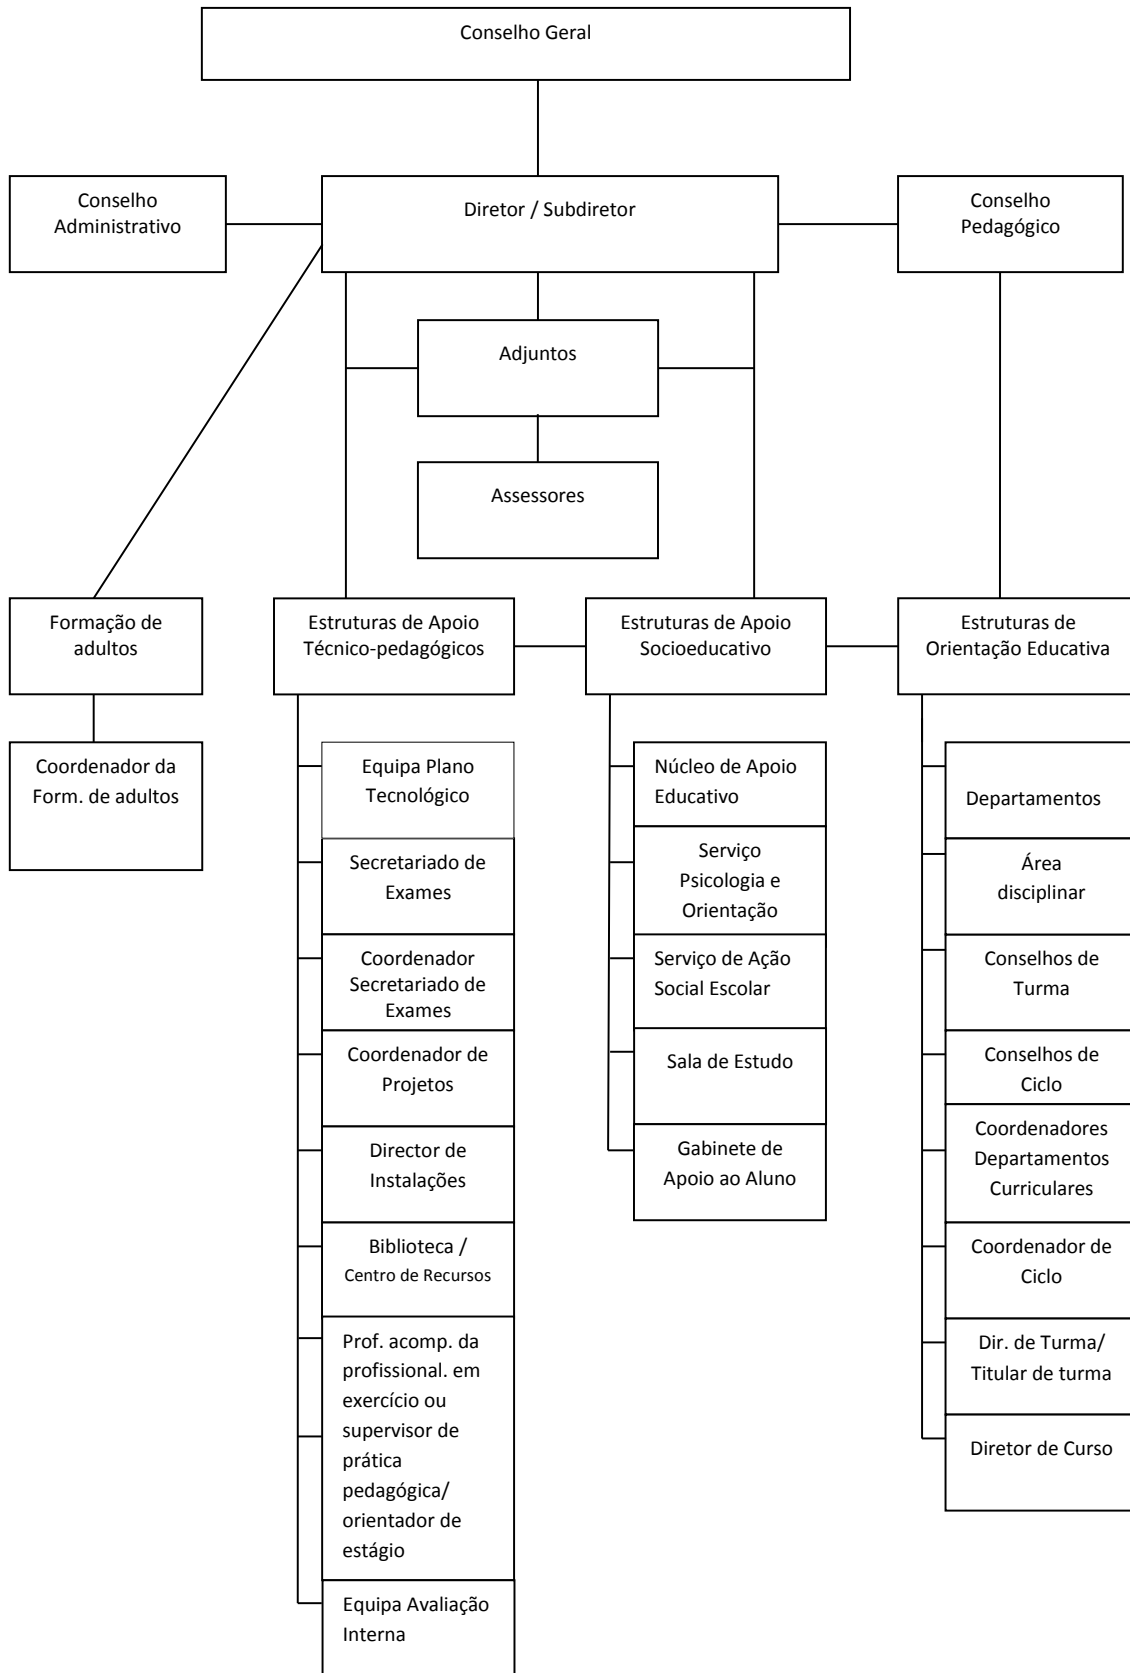 Conselho Geral
Conselho
Administrativo
Diretor / Subdiretor
Conselho
Pedagógico
Adjuntos
Assessores
Formação de
adultos
Estruturas de Apoio
Técnico-pedagógicos
Estruturas de Apoio
Socioeducativo
Estruturas de
Orientação Educativa
Coordenador da
Form. de adultos
Equipa Plano
Tecnológico
Secretariado de
Exames
Coordenador
Secretariado de
Exames
Coordenador de
Projetos
Director de
Instalações
Biblioteca /
Centro de Recursos
Prof. acomp. da
profissional. em
exercício ou
supervisor de
prática
pedagógica/
orientador de
estágio
Equipa Avaliação
Interna
Núcleo de Apoio
Educativo
Serviço
Psicologia e
Orientação
Serviço de Ação
Social Escolar
Sala de Estudo
Gabinete de
Apoio ao Aluno
Departamentos
Área
disciplinar
Conselhos de
Turma
Conselhos de
Ciclo
Coordenadores
Departamentos
Curriculares
Coordenador de
Ciclo
Dir. de Turma/
Titular de turma
Diretor de Curso